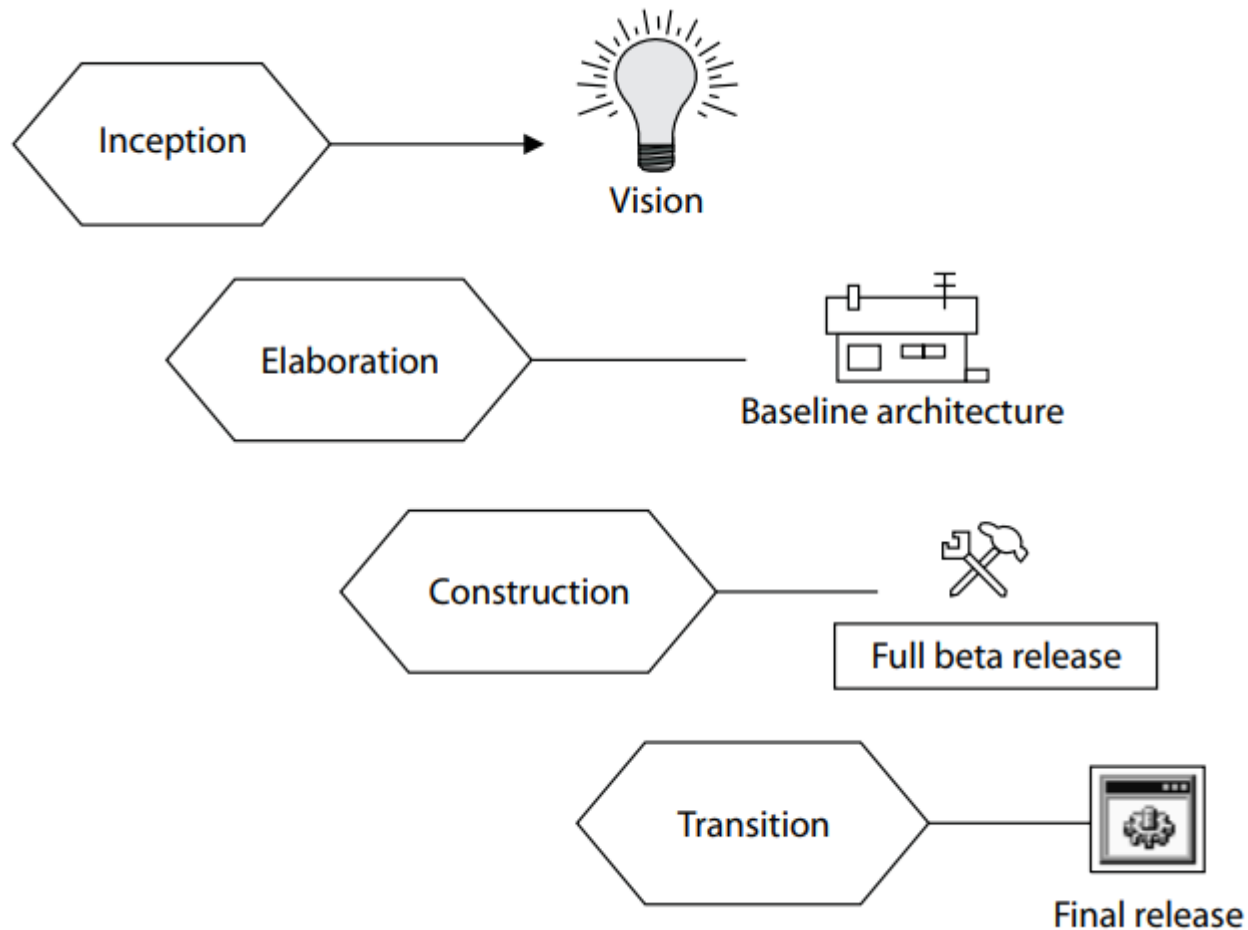 Inception
Vision
Elaboration
Baseline architecture
Construction
Full beta release
Transition
Final release